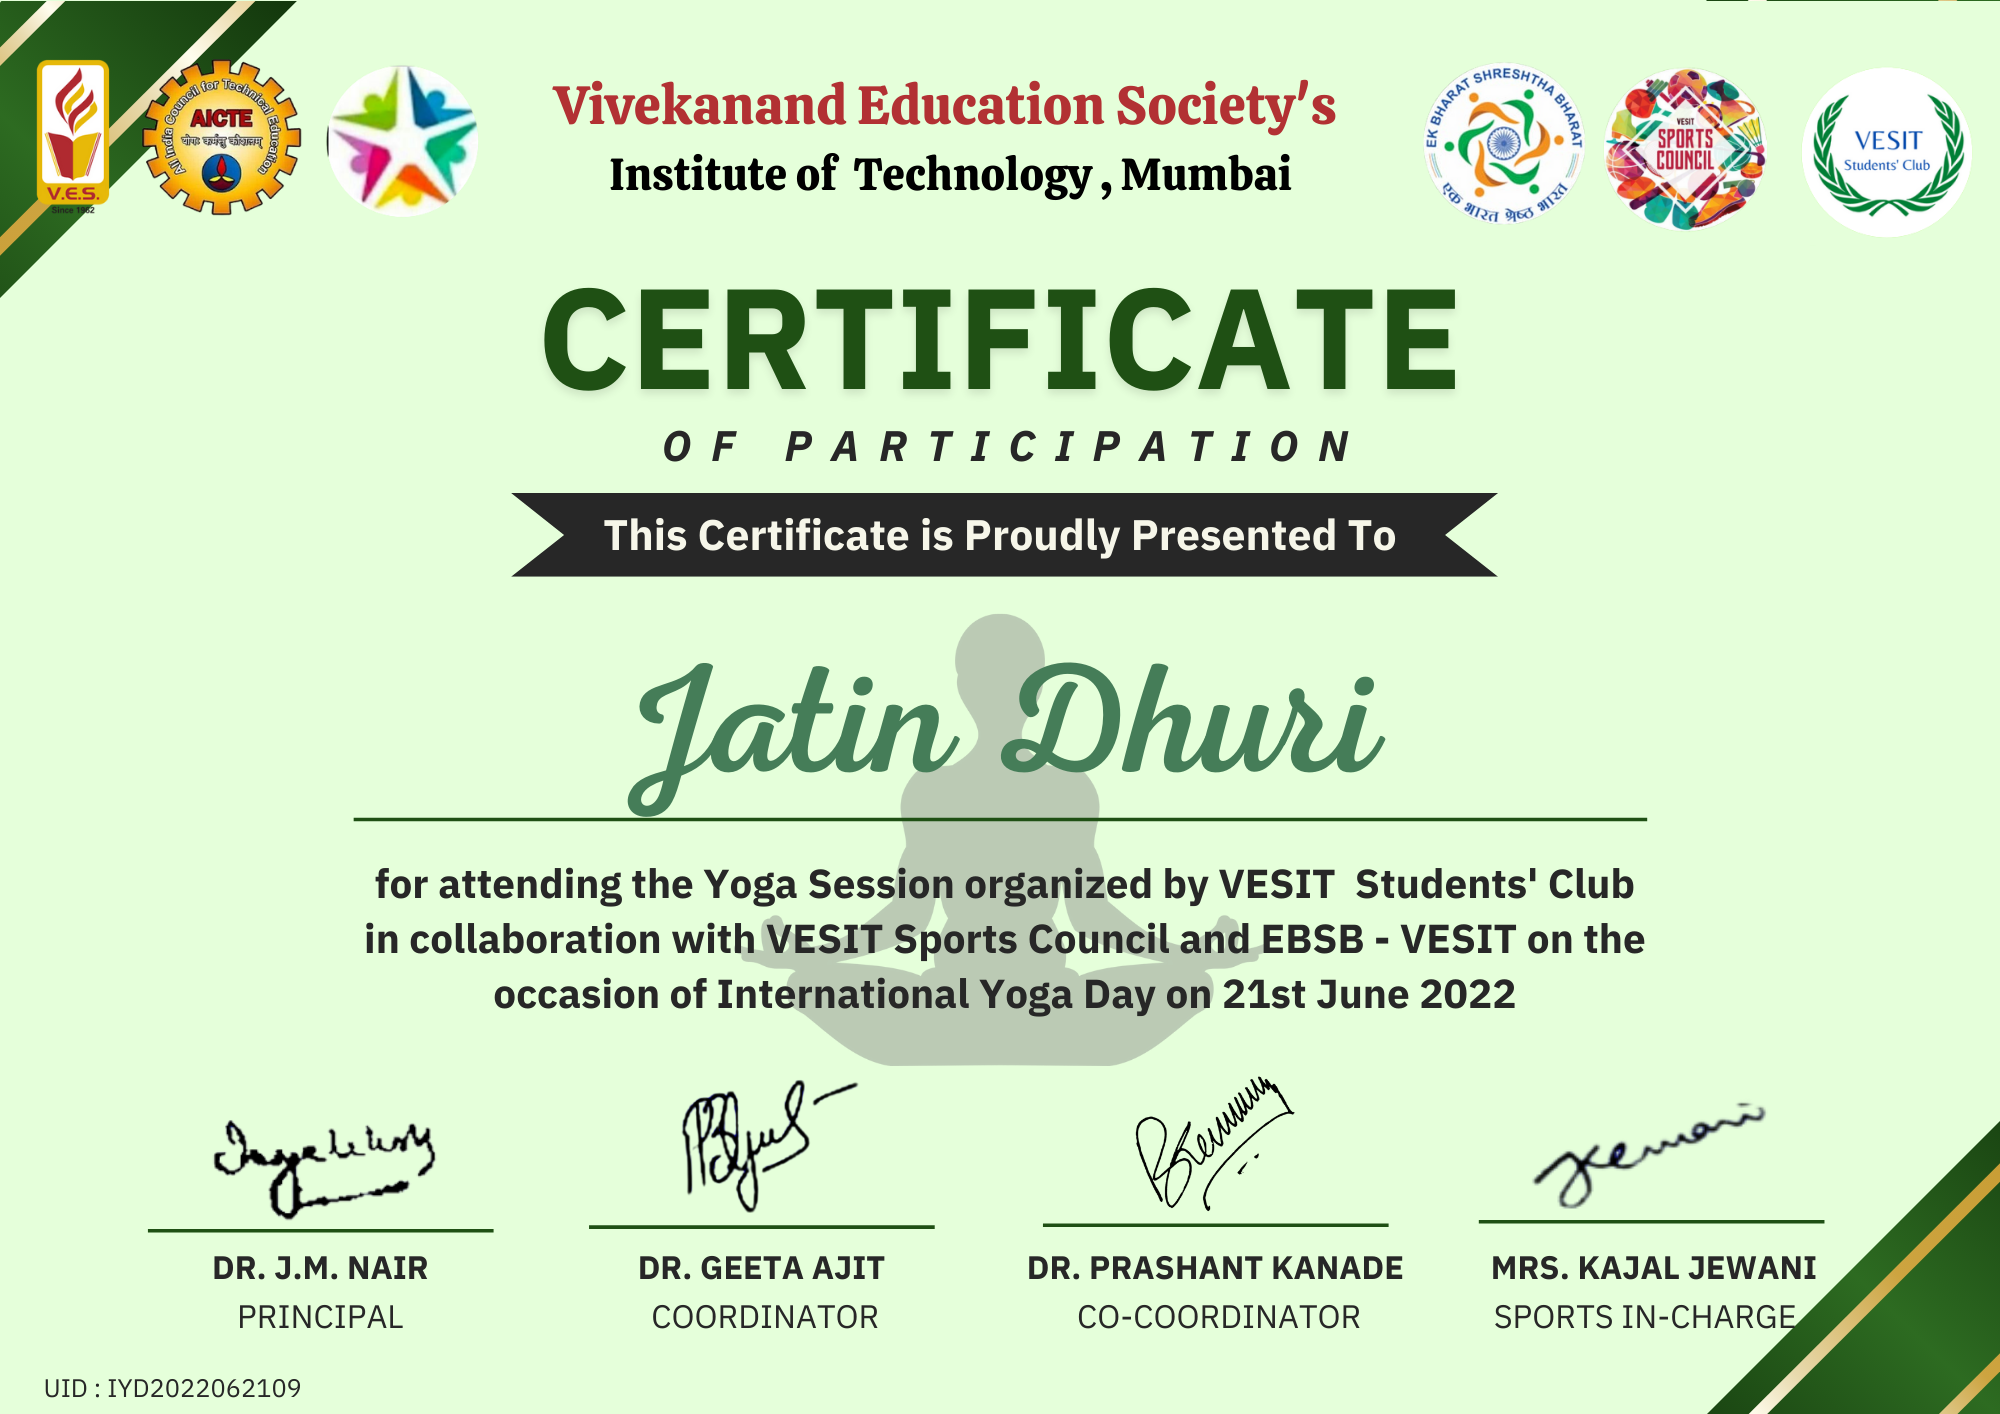 V.E.S.
Since 1962
All India Council for Technical Education
AICTE
योगः कर्मसु कौशलम्
Vivekanand Education Society's
Institute of Technology , Mumbai
EK BHARAT SHRESHTHA BHARAT
एक भारत श्रेष्ठ भारत
VESIT
SPORTS
COUNCIL
VESIT
Students' Club
CERTIFICATE
OF PARTICIPATION
This Certificate is Proudly Presented To
Jatin Dhuri
for attending the Yoga Session organized by VESIT Students' Club
in collaboration with VESIT Sports Council and EBSB - VESIT on the
occasion of International Yoga Day on 21st June 2022
DR. J.M. NAIR
PRINCIPAL
DR. GEETA AJIT
COORDINATOR
DR. PRASHANT KANADE
CO-COORDINATOR
MRS. KAJAL JEWANI
SPORTS IN-CHARGE
UID : IYD2022062109